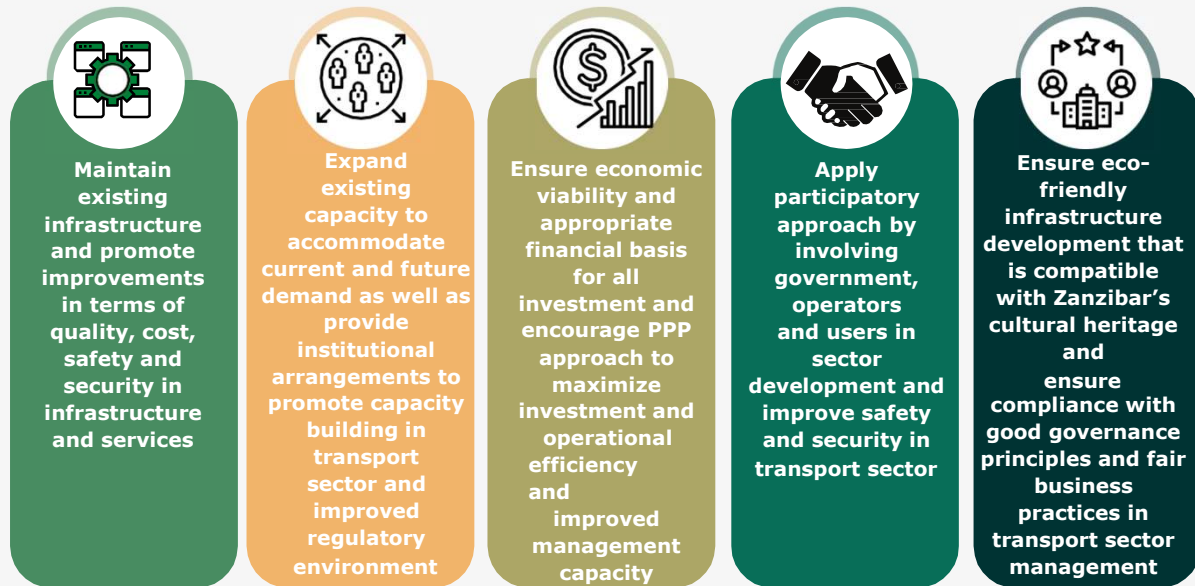 Maintain
existing
infrastructure
and promote
improvements
in terms of
quality, cost,
safety and
security in
infrastructure
and services
Expand
existing
capacity to
accommodate
current and future
demand as well as
provide
institutional
arrangements to
promote capacity
building in
transport
sector and
improved
regulatory
environment
Ensure economic
viability and
appropriate
financial basis
for all
investment and
encourage PPP
approach to
maximize
investment and
operational
efficiency
and
improved
management
capacity
Apply
participatory
approach by
involving
government,
operators
and users in
sector
development and
improve safety
and security in
transport sector
Ensure eco-
friendly
infrastructure
development that
is compatible
with Zanzibar’s
cultural heritage
and
ensure
compliance with
good governance
principles and fair
business
practices in
transport sector
management